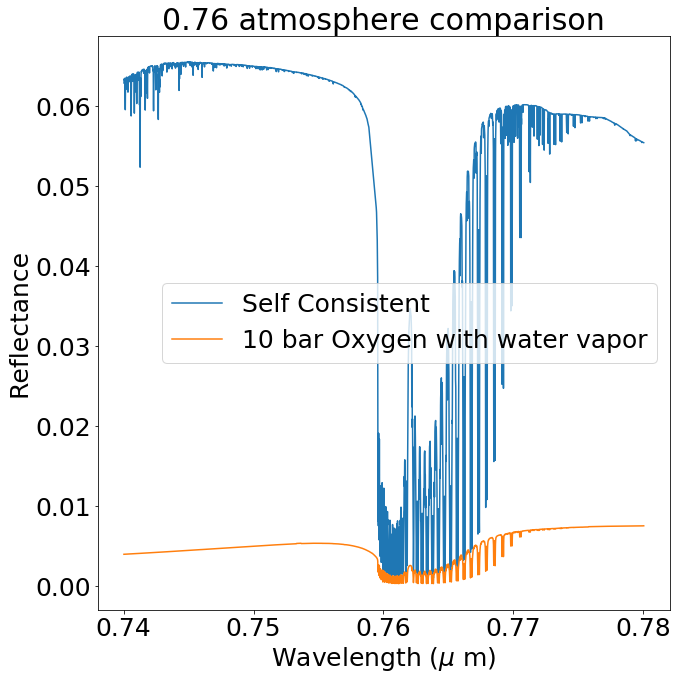 0.76 atmosphere comparison
Reflectance
0.06
0.05
0.04
0.03
0.02
0.01
0.00
Self Consistent
10 bar Oxygen with water vapor
0.74 0.75 0.76 0.77 0.78
Wavelength (μ m)